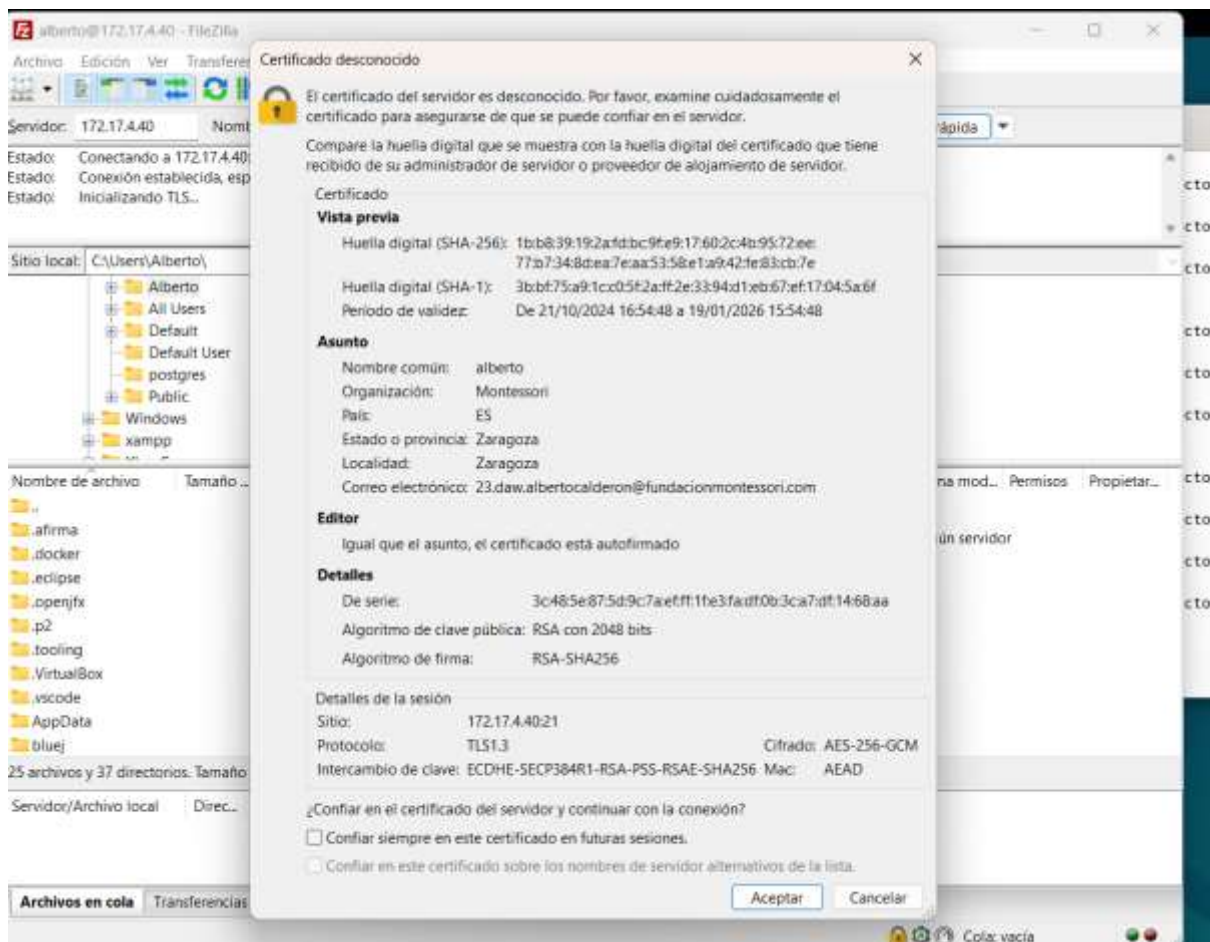 alberto@172.17.4.40 - FileZilla
Archivo Edición Ver Transferer
Servidor: 172.17.4.40 Nomb
ápida
Estado: Conectando a 172.17.4.40:
Estado: Conexión establecida, esp
Estado: Inicializando TLS...
Sitio local: C:\Users\Alberto\
Alberto
All Users
Default
Default User
postgres
Public
Windows
xampp
Nombre de archivo Tamaño ...
na mod... Permisos Propietar...
..
.afirma
ún servidor
.docker
.eclipse
.openjfx
.p2
.tooling
.VirtualBox
.vscode
AppData
bluej
25 archivos y 37 directorios. Tamaño
Servidor/Archivo local Direc...
Archivos en cola Transferencias
Cola: vacía
Certificado desconocido
El certificado del servidor es desconocido. Por favor, examine cuidadosamente el
certificado para asegurarse de que se puede confiar en el servidor.
Compare la huella digital que se muestra con la huella digital del certificado que tiene
recibido de su administrador de servidor o proveedor de alojamiento de servidor.
Certificado
Vista previa
Huella digital (SHA-256): 1b:b8:39:19:2a:fd:bc:9f:e9:17:60:2c:4b:95:72:ee:
77:b7:34:8d:ea:7e:aa:53:58:e1:a9:42:fe:83:cb:7e
Huella digital (SHA-1): 3b:bf:75:a9:1c:c0:5f:2a:ff:2e:33:94:d1:eb:67:ef:17:04:5a:6f
Período de validez: De 21/10/2024 16:54:48 a 19/01/2026 15:54:48
Asunto
Nombre común: alberto
Organización: Montessori
País: ES
Estado o provincia: Zaragoza
Localidad: Zaragoza
Correo electrónico: 23.daw.albertocalderon@fundacionmontessori.com
Editor
Igual que el asunto, el certificado está autofirmado
Detalles
De serie: 3c:48:5e:87:5d:9c:7a:ef:ff:1f:e3:fa:df:0b:3c:a7:df:14:68:aa
Algoritmo de clave pública: RSA con 2048 bits
Algoritmo de firma: RSA-SHA256
Detalles de la sesión
Sitio: 172.17.4.40:21
Protocolo: TLS1.3 Cifrado: AES-256-GCM
Intercambio de clave: ECDHE-SECP384R1-RSA-PSS-RSAE-SHA256 Mac: AEAD
¿Confiar en el certificado del servidor y continuar con la conexión?
Confiar siempre en este certificado en futuras sesiones.
Confiar en este certificado sobre los nombres de servidor alternativos de la lista.
Aceptar Cancelar
cto
cto
cto
cto
cto
cto
cto
cto
cto
cto